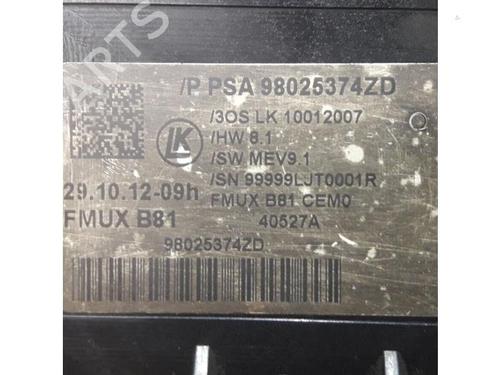 /P PSA 98025374ZD
/3OS LK 10012007
/HW 8.1
LK
/SW MEV9.1
/SN 99999LJT0001R
29.10.12-09h
FMUX B81 CEM0
FMUX B81
40527A
98025374ZD